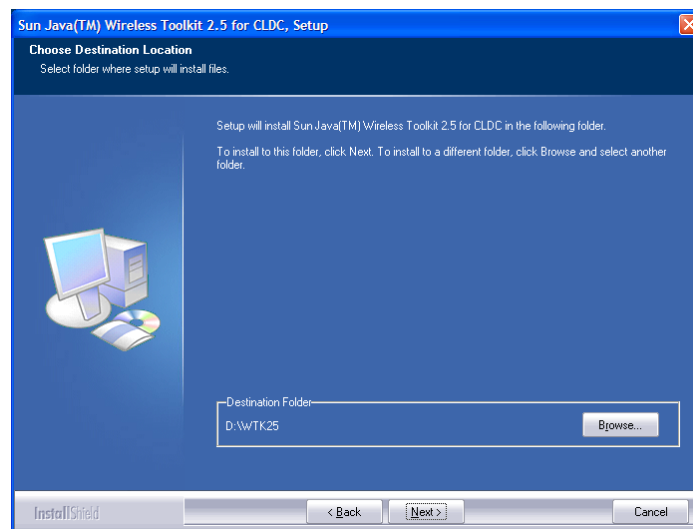 Sun Java(TM) Wireless Toolkit 2.5 for CLDC, Setup
Choose Destination Location
Select folder where setup will install files.
Setup will install Sun Java(TM) Wireless Toolkit 2.5 for CLDC in the following folder.
To install to this folder, click Next. To install to a different folder, click Browse and select another
folder.
Destination Folder
D:\WTK25
Browse...
InstallShield
< Back
Next >
Cancel